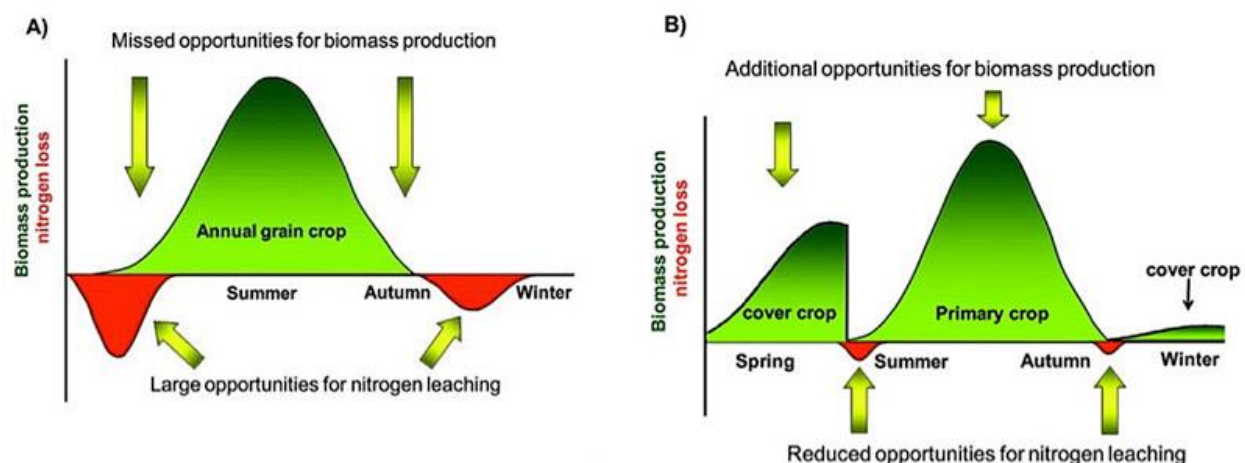 A)
Missed opportunities for biomass production
Biomass production
nitrogen loss
Annual grain crop
Summer
Autumn
Winter
Large opportunities for nitrogen leaching
B)
Additional opportunities for biomass production
Biomass production
nitrogen loss
cover crop
Primary crop
cover crop
Spring
Summer
Autumn
Winter
Reduced opportunities for nitrogen leaching